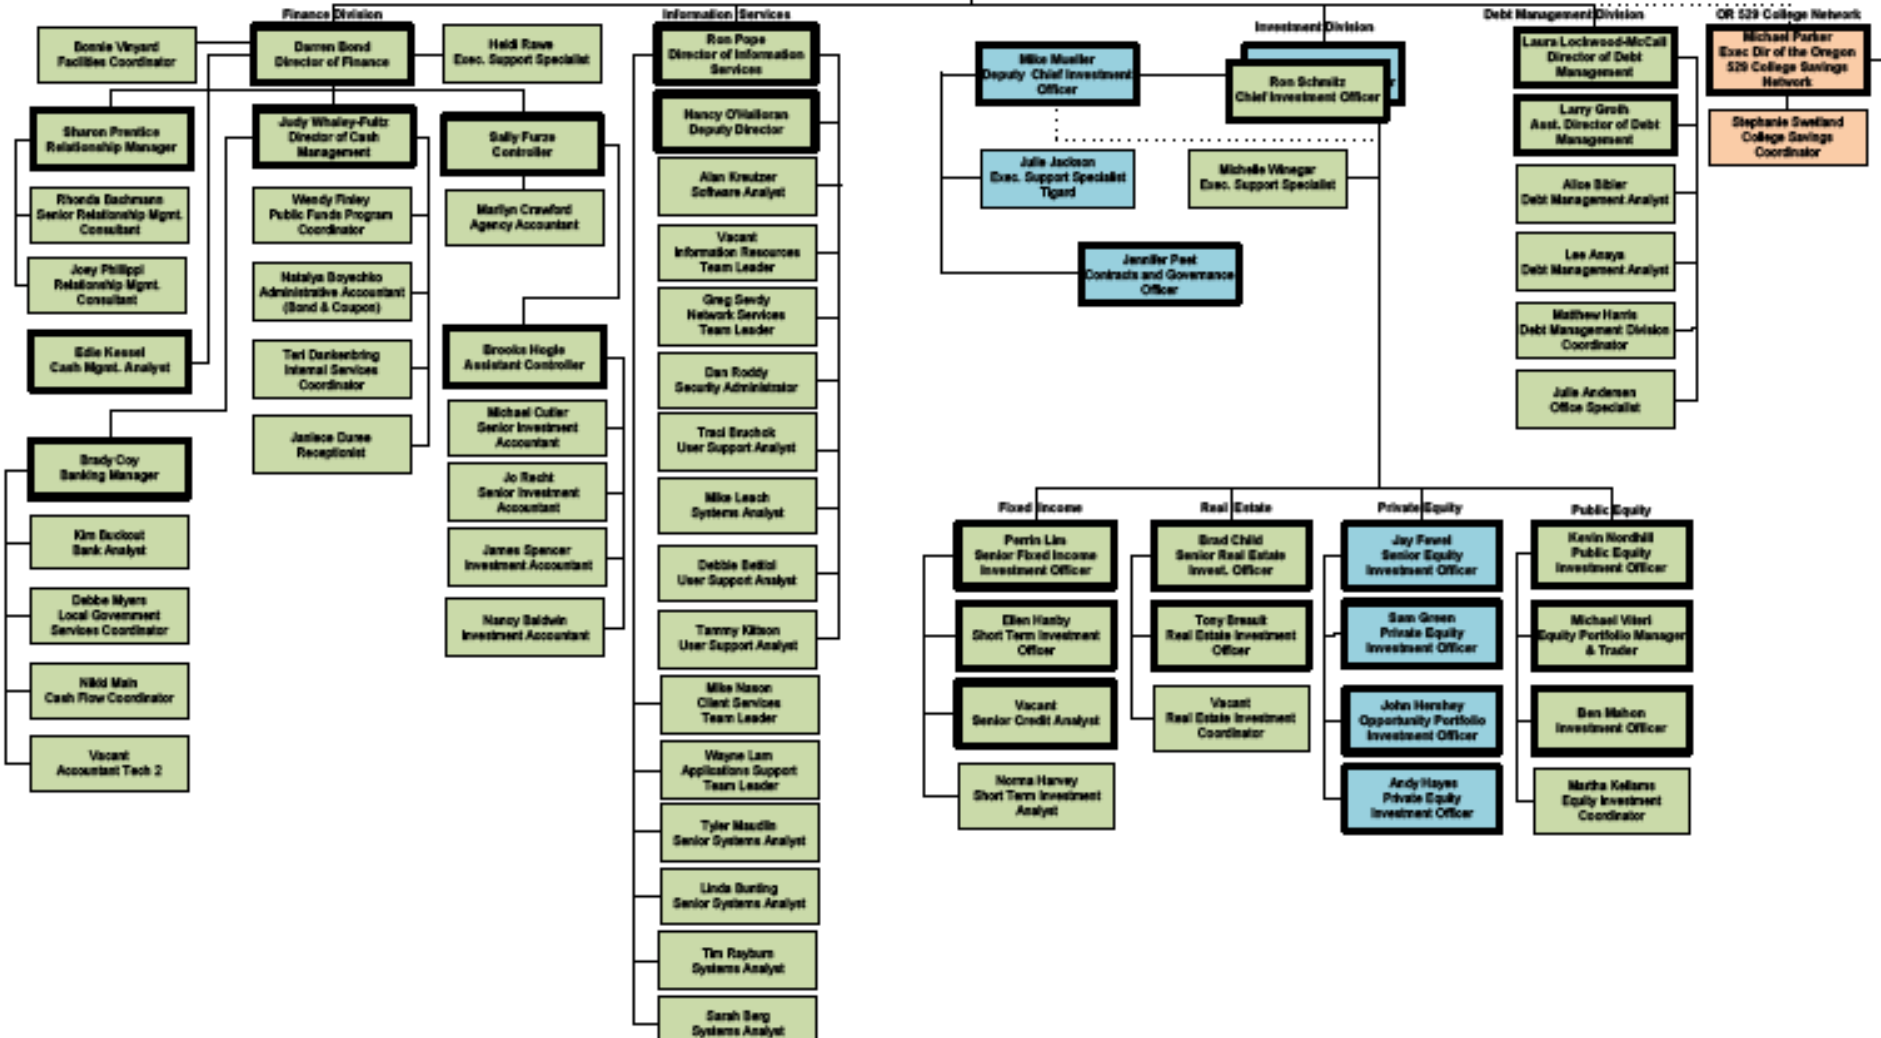 Finance Division
Bonnie Vinyard
Facilities Coordinator
Darren Bond
Director of Finance
Heidi Rawe
Exec. Support Specialist
Sharon Prentice
Relationship Manager
Rhonda Bachmann
Senior Relationship Mgmt.
Consultant
Joey Philippi
Relationship Mgmt.
Consultant
Edie Kessel
Cash Mgmt. Analyst
Brady Coy
Banking Manager
Kim Buckout
Bank Analyst
Debbe Myers
Local Government
Services Coordinator
Nikki Main
Cash Flow Coordinator
Vacant
Accountant Tech 2
Judy Whaley-Fultz
Director of Cash
Management
Wendy Finley
Public Funds Program
Coordinator
Natalya Boyechko
Administrative Accountant
(Bond & Coupon)
Teri Dankenbring
Internal Services
Coordinator
Janiece Duree
Receptionist
Sally Furze
Controller
Marilyn Crawford
Agency Accountant
Brooks Hogle
Assistant Controller
Michael Cutler
Senior Investment
Accountant
Jo Recht
Senior Investment
Accountant
James Spencer
Investment Accountant
Nancy Baldwin
Investment Accountant
Information Services
Ron Pope
Director of Information
Services
Nancy O'Halloran
Deputy Director
Alan Kreutzer
Software Analyst
Vacant
Information Resources
Team Leader
Greg Sevdy
Network Services
Team Leader
Dan Roddy
Security Administrator
Traci Bruchok
User Support Analyst
Mike Leach
Systems Analyst
Debbie
User Support Analyst
Tammy
User Support Analyst
Mike Nason
Client Services
Team Leader
Wayne Lam
Applications Support
Team Leader
Tyler Maudlin
Senior Systems Analyst
Linda Bunting
Senior Systems Analyst
Tim Rayburn
Systems Analyst
Sarah Berg
Systems Analyst
Investment Division
Mike Mueller
Deputy Chief Investment
Officer
Ron Schmitz
Chief Investment Officer
r
Julie Jackson
Exec. Support Specialist
Tigard
Michelle Winegar
Exec. Support Specialist
Jennifer Peet
Contracts and Governance
Officer
Fixed Income
Perrin Lim
Senior Fixed Income
Investment Officer
Ellen Hanby
Short Term Investment
Officer
Vacant
Senior Credit Analyst
Norma Harvey
Short Term Investment
Analyst
Real Estate
Brad Child
Senior Real Estate
Invest. Officer
Tony Breault
Real Estate Investment
Officer
Vacant
Real Estate Investment
Coordinator
Private Equity
Jay Fewel
Senior Equity
Investment Officer
Sam Green
Private Equity
Investment Officer
John Hershey
Opportunity Portfolio
Investment Officer
Andy Hayes
Private Equity
Investment Officer
Public Equity
Kevin Nordhill
Public Equity
Investment Officer
Michael Viteri
Equity Portfolio Manager
& Trader
Ben Mahon
Investment Officer
Martha Kellams
Equity Investment
Coordinator
Debt Management Division
Laura Lockwood-McCall
Director of Debt
Management
Larry Groth
Asst. Director of Debt
Management
Alice Bibler
Debt Management Analyst
Lee Anaya
Debt Management Analyst
Matthew Harris
Debt Management Division
Coordinator
Julie Andersen
Office Specialist
OR 529 College Network
Michael Parker
Exec Dir of the Oregon
529 College Savings
Network
Stephanie Swetland
College Savings
Coordinator